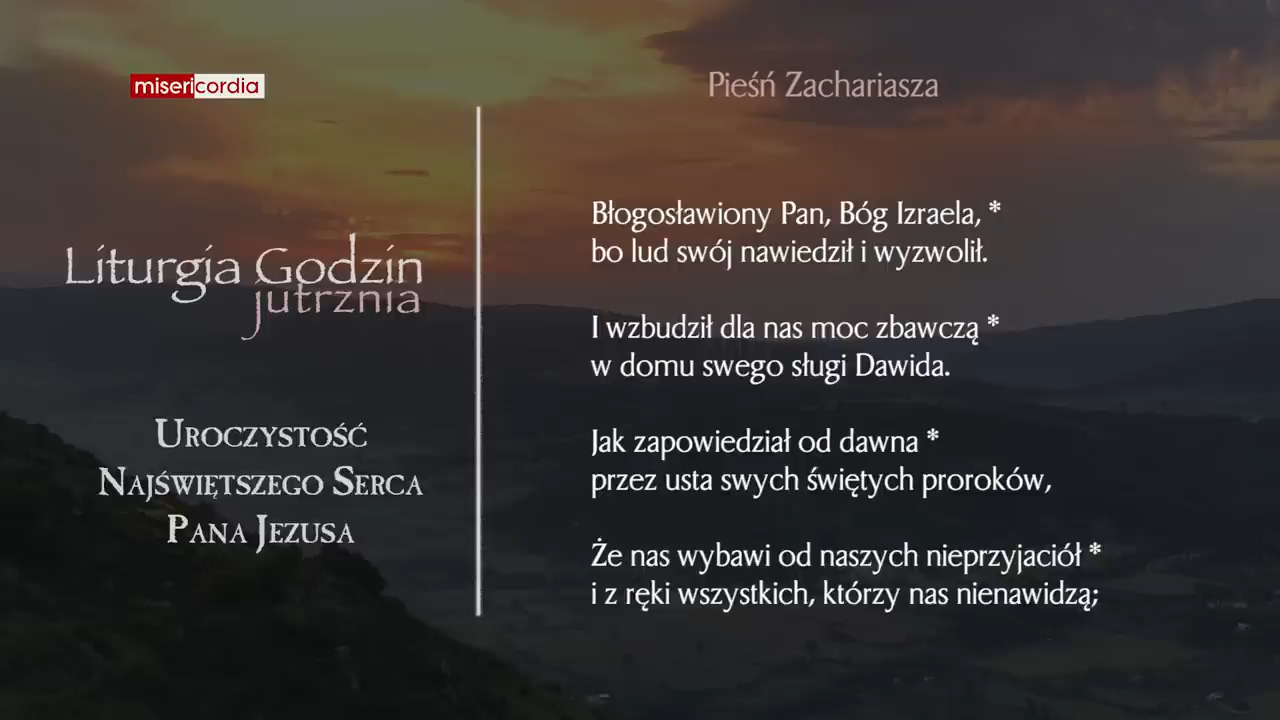 misericordia
Liturgia Godzin
jutrznia
Uroczystość
Najświętszego Serca
Pana Jezusa
Pieśń Zachariasza
Błogosławiony Pan, Bóg Izraela, *
bo lud swój nawiedził i wyzwolił.
I wzbudził dla nas moc zbawczą *
w domu swego sługi Dawida.
Jak zapowiedział od dawna *
przez usta swych świętych proroków,
Że nas wybawi od naszych nieprzyjaciół *
i z ręki wszystkich, którzy nas nienawidzą;